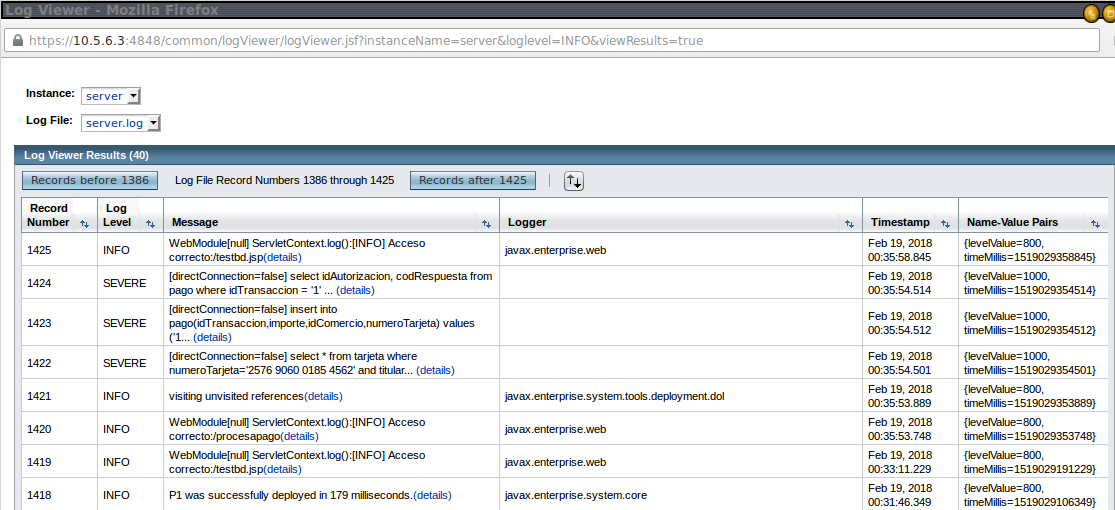 Log Viewer - Mozilla Firefox
https://10.5.6.3:4848/common/logViewer/logViewer.jsf?instanceName=server&loglevel=INFO&viewResults=true
Instance: server
Log File: server.log
Log Viewer Results (40)
Records before 1386 Log File Record Numbers 1386 through 1425 Records after 1425
Record Number Log Level Message Logger Timestamp Name-Value Pairs
1425 INFO WebModule[null] ServletContext.log():[INFO] Acceso correcto:/testbd.jsp(details) javax.enterprise.web Feb 19, 2018 00:35:58.845 {levelValue=800, timeMillis=1519029358845}
1424 SEVERE [directConnection=false] select idAutorizacion, codRespuesta from pago where idTransaccion = '1' ... (details) Feb 19, 2018 00:35:54.514 {levelValue=1000, timeMillis=1519029354514}
1423 SEVERE [directConnection=false] insert into pago(idTransaccion,importe,idComercio,numeroTarjeta) values ('1... (details) Feb 19, 2018 00:35:54.512 {levelValue=1000, timeMillis=1519029354512}
1422 SEVERE [directConnection=false] select * from tarjeta where numeroTarjeta='2576 9060 0185 4562' and titular... (details) Feb 19, 2018 00:35:54.501 {levelValue=1000, timeMillis=1519029354501}
1421 INFO visiting unvisited references(details) javax.enterprise.system.tools.deployment.dol Feb 19, 2018 00:35:53.889 {levelValue=800, timeMillis=1519029353889}
1420 INFO WebModule[null] ServletContext.log():[INFO] Acceso correcto:/procesapago(details) javax.enterprise.web Feb 19, 2018 00:35:53.748 {levelValue=800, timeMillis=1519029353748}
1419 INFO WebModule[null] ServletContext.log():[INFO] Acceso correcto:/testbd.jsp(details) javax.enterprise.web Feb 19, 2018 00:33:11.229 {levelValue=800, timeMillis=1519029191229}
1418 INFO P1 was successfully deployed in 179 milliseconds.(details) javax.enterprise.system.core Feb 19, 2018 00:31:46.349 {levelValue=800, timeMillis=1519029106349}